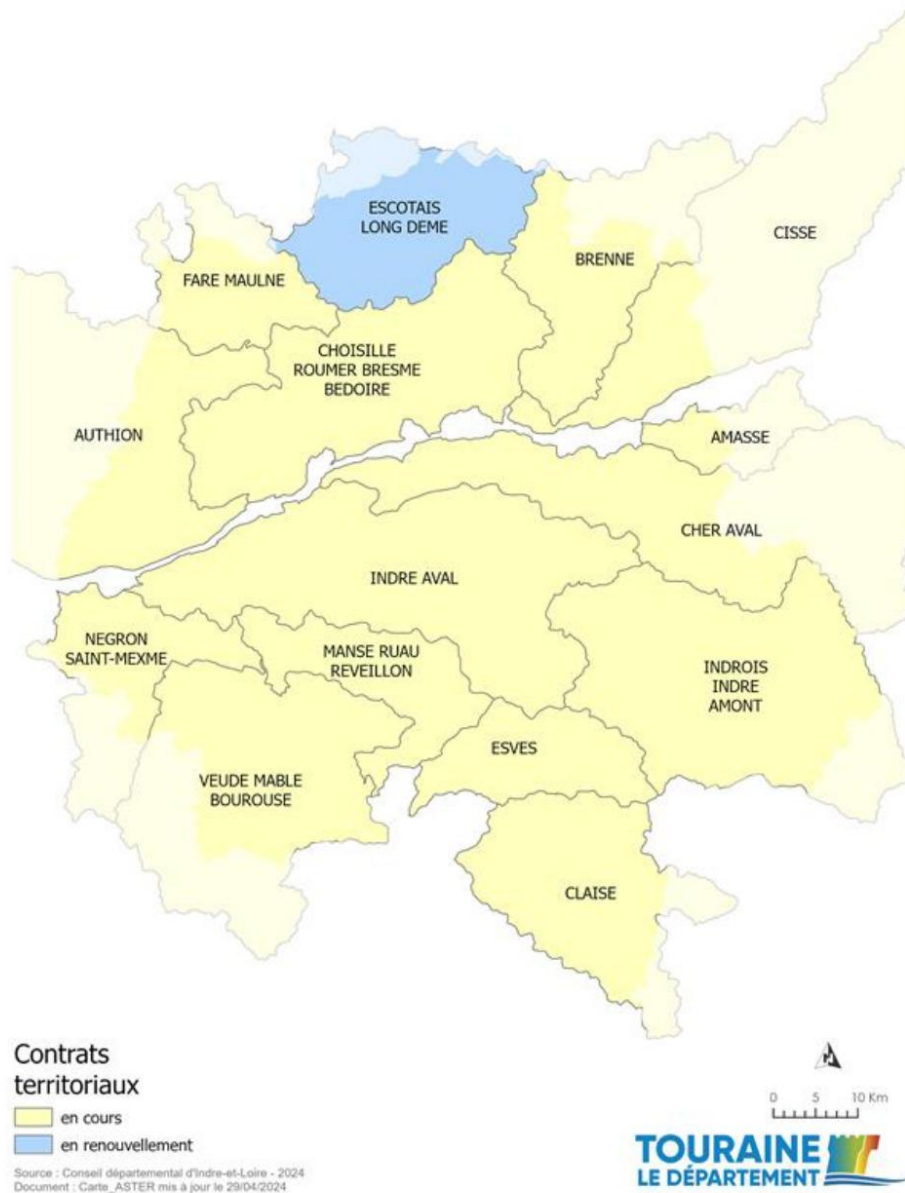 ESCOTAIS
LONG DEME
CISSE
BRENNE
FARE MAULNE
CHOISILLE
ROUMER BRESME
BEDOIRE
AUTHION
AMASSE
CHER AVAL
INDRE AVAL
NEGRON
SAINT-MEXME
MANSE RUAU
REVEILLON
INDROIS
INDRE
AMONT
ESVES
VEUDE MABLE
BOUROUSE
CLAISE
Contrats
territoriaux
en cours
en renouvellement
Source : Conseil départemental d'Indre-et-Loire - 2024
Document : Carte_ASTER mis à jour le 29/04/2024
0 5 10 Km
TOURAINE
LE DÉPARTEMENT